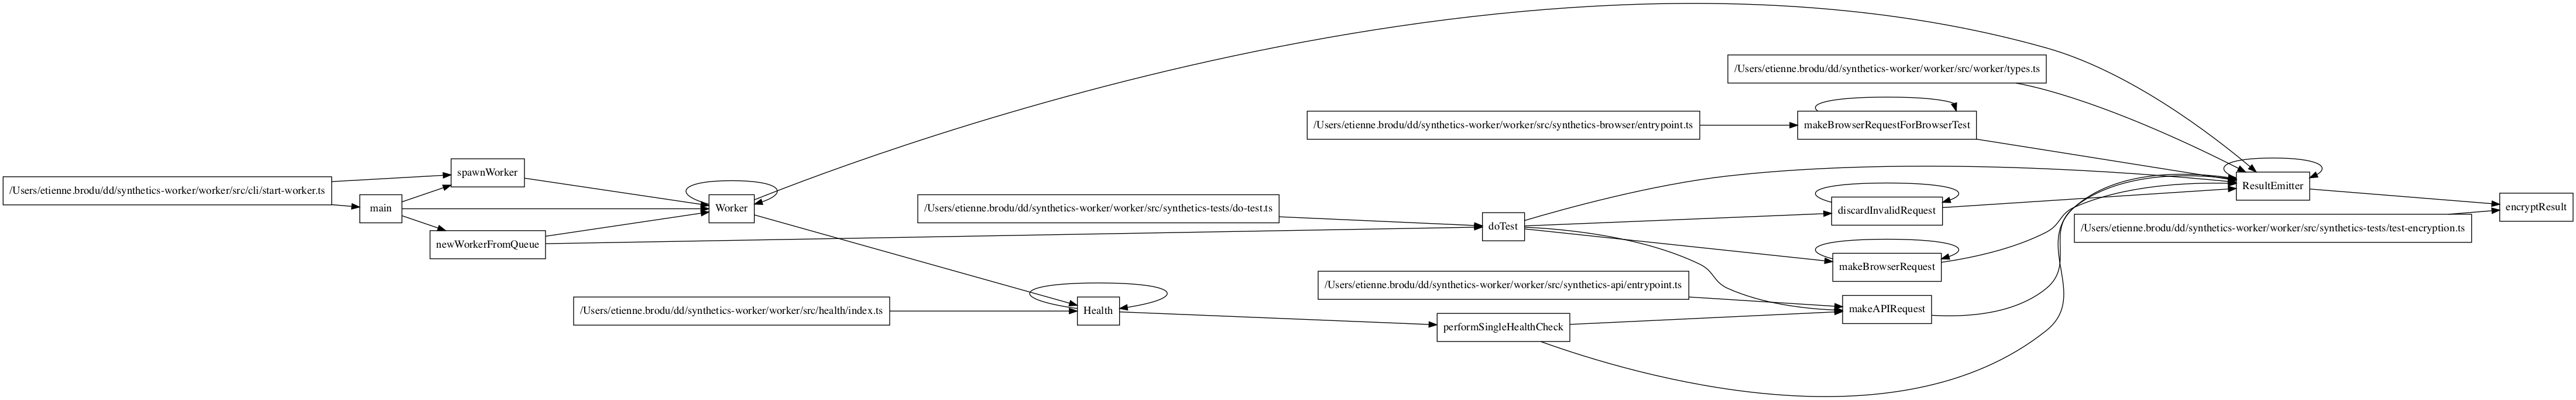 /Users/etienne.brodu/dd/synthetics-worker/worker/src/cli/start-worker.ts
main
spawnWorker
newWorkerFromQueue
Worker
/Users/etienne.brodu/dd/synthetics-worker/worker/src/health/index.ts
Health
/Users/etienne.brodu/dd/synthetics-worker/worker/src/synthetics-tests/do-test.ts
doTest
/Users/etienne.brodu/dd/synthetics-worker/worker/src/synthetics-browser/entrypoint.ts
/Users/etienne.brodu/dd/synthetics-worker/worker/src/synthetics-api/entrypoint.ts
performSingleHealthCheck
/Users/etienne.brodu/dd/synthetics-worker/worker/src/worker/types.ts
makeBrowserRequestForBrowserTest
discardInvalidRequest
makeBrowserRequest
makeAPIRequest
ResultEmitter
/Users/etienne.brodu/dd/synthetics-worker/worker/src/synthetics-tests/test-encryption.ts
encryptResult